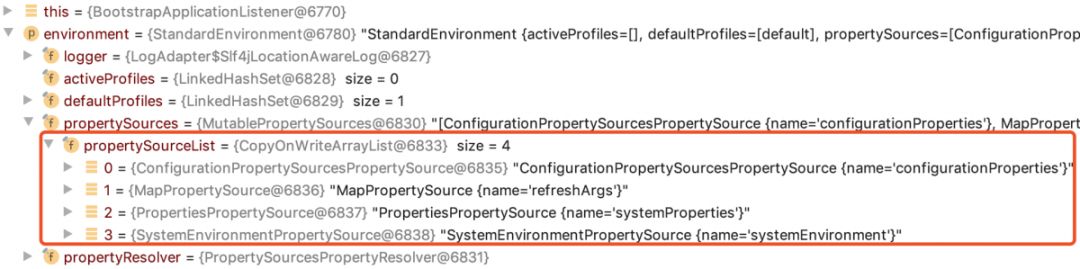 this = {BootstrapApplicationListener@6770}
p environment = {StandardEnvironment@6780} "StandardEnvironment {activeProfiles=[], defaultProfiles=[default], propertySources=[ConfigurationProp
f logger = {LogAdapter$Slf4jLocationAwareLog@6827}
f activeProfiles = {LinkedHashSet@6828} size = 0
f defaultProfiles = {LinkedHashSet@6829} size = 1
f propertySources = {MutablePropertySources@6830} "[ConfigurationPropertySourcesPropertySource {name='configurationProperties'}, MapProperty
f propertySourceList = {CopyOnWriteArrayList@6833} size = 4
0 = {ConfigurationPropertySourcesPropertySource@6835} "ConfigurationPropertySourcesPropertySource {name='configurationProperties'}"
1 = {MapPropertySource@6836} "MapPropertySource {name='refreshArgs'}"
2 = {PropertiesPropertySource@6837} "PropertiesPropertySource {name='systemProperties'}"
3 = {SystemEnvironmentPropertySource@6838} "SystemEnvironmentPropertySource {name='systemEnvironment'}"
f propertyResolver = {PropertySourcesPropertyResolver@6831}